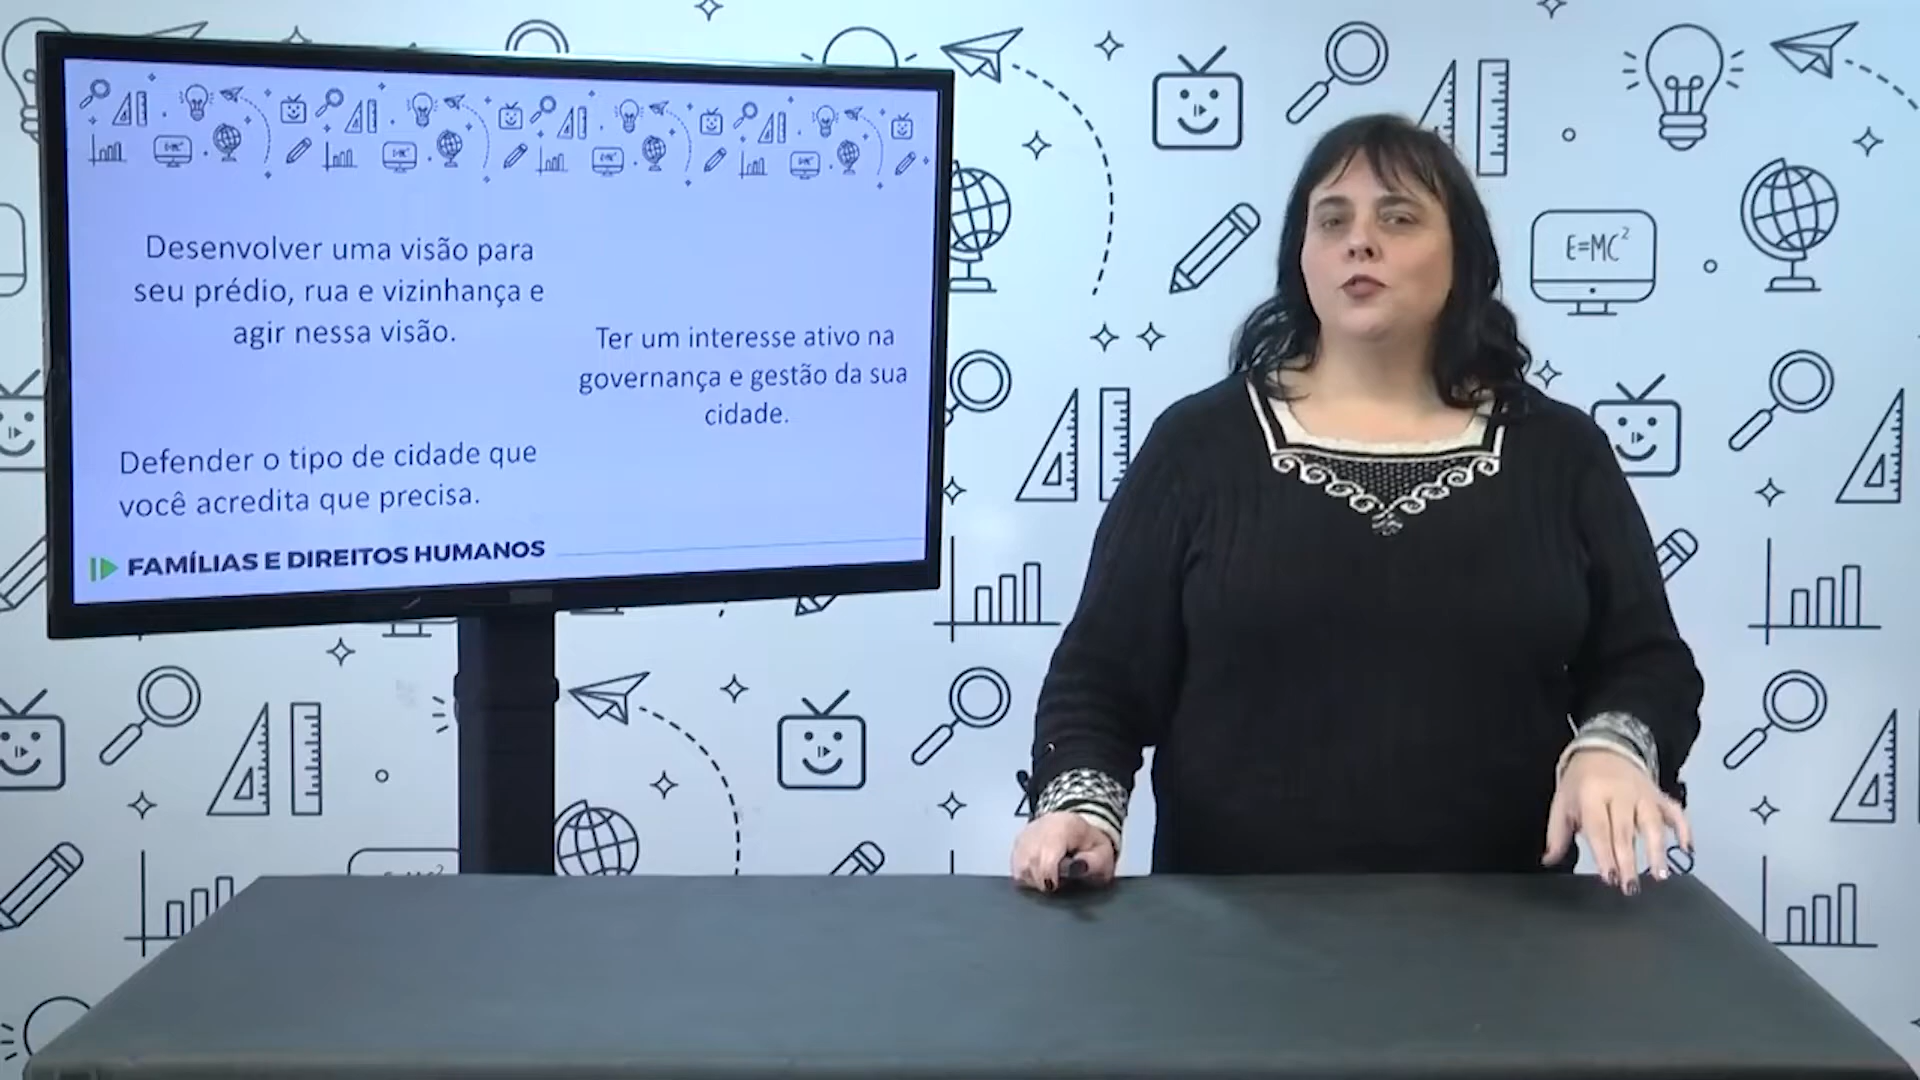 Desenvolver uma visão para
seu prédio, rua e vizinhança e
agir nessa visão.
Ter um interesse ativo na
governança e gestão da sua
cidade.
Defender o tipo de cidade que
você acredita que precisa.
FAMÍLIAS E DIREITOS HUMANOS
E=MC²